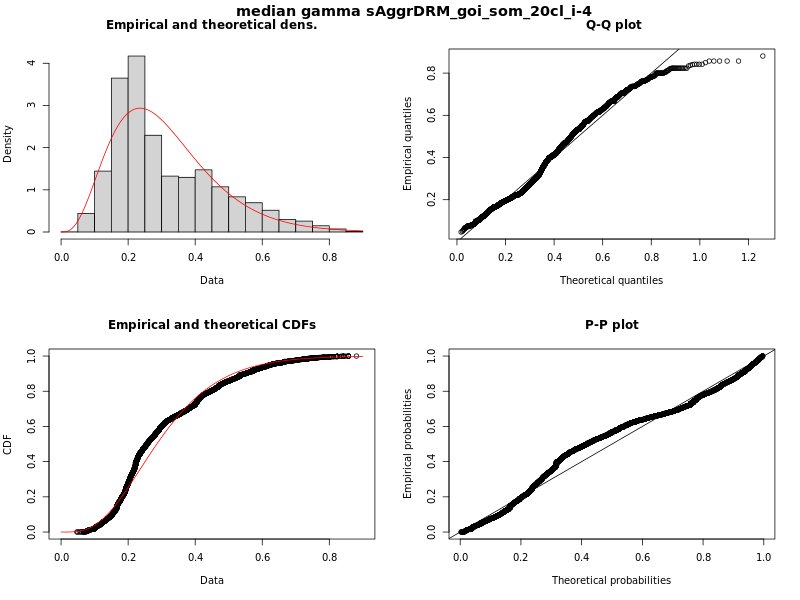 median gamma sAggrDRM_goi_som_20cl_i-4
Empirical and theoretical dens.
Density
0 1 2 3 4
0.0 0.2 0.4 0.6 0.8
Data
Q-Q plot
Empirical quantiles
0.2 0.4 0.6 0.8
0.0 0.2 0.4 0.6 0.8 1.0 1.2
Theoretical quantiles
Empirical and theoretical CDFs
CDF
0.0 0.2 0.4 0.6 0.8 1.0
0.0 0.2 0.4 0.6 0.8
Data
P-P plot
Empirical probabilities
0.0 0.2 0.4 0.6 0.8 1.0
0.0 0.2 0.4 0.6 0.8 1.0
Theoretical probabilities